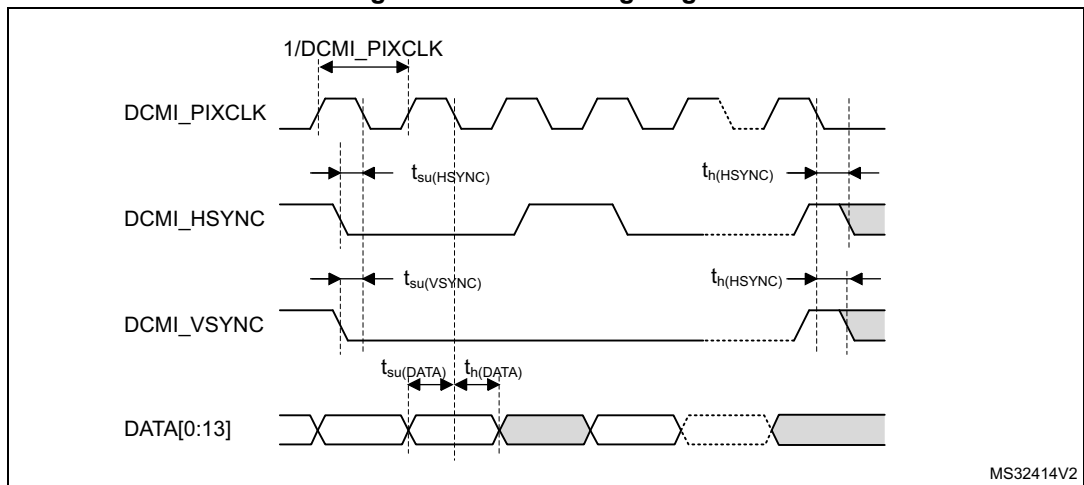 1/DCMI_PIXCLK
DCMI_PIXCLK
tsu(HSYNC)
th(HSYNC)
DCMI_HSYNC
tsu(VSYNC)
th(HSYNC)
DCMI_VSYNC
tsu(DATA) th(DATA)
DATA[0:13]
MS32414V2